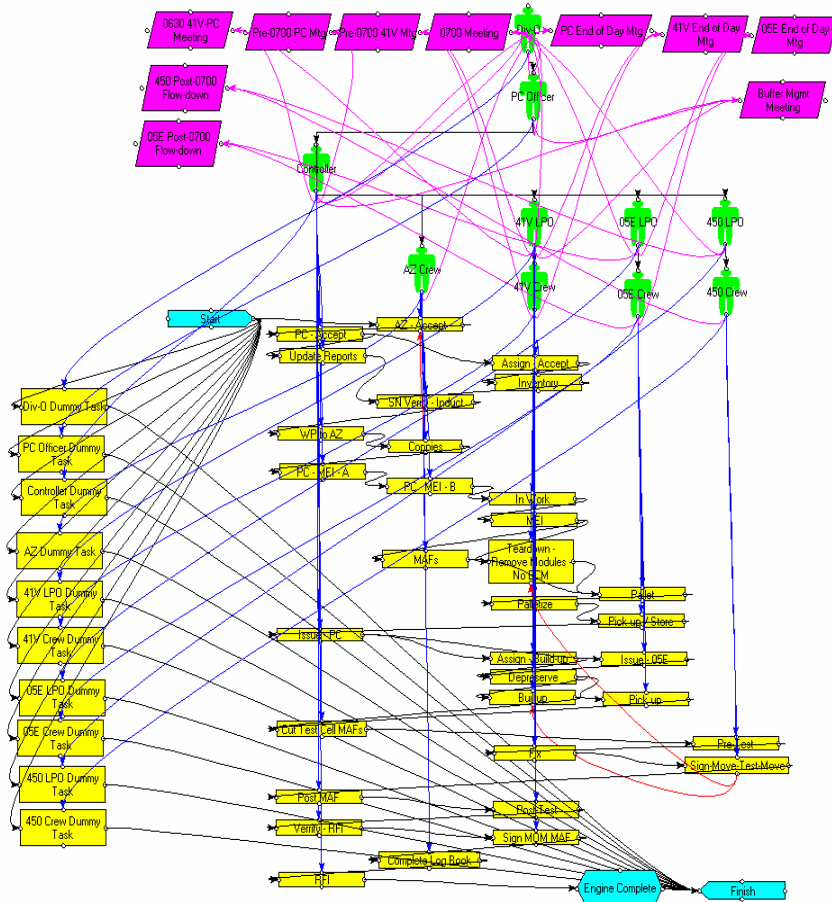 0630 41V-PC
Meeting
Pre-0700 PC Mtg
Pre-0700 41V Mtg
0700 Meeting
Div-O
PC End of Day
Mtg
41V End of Day
Mtg
05E End of Day
Mtg
450 Post-0700
Flow-down
PC Officer
Buffer Mgmt
Meeting
05E Post-0700
Flow-down
Controller
41V LPO
05E LPO
450 LPO
AZ Crew
41V Crew
05E Crew
450 Crew
Start
AZ - Accept
PC - Accept
Update Reports
Assign - Accept
Inventory
Div-O Dummy Task
SN Verif - Induct
WP to AZ
Coppies
PC Officer Dummy
Task
PC - MEI - A
PC - MEI - B
Controller Dummy
Task
In Work
MEI
AZ Dummy Task
MAFs
Teardown -
Remove Modules -
No BCM
41V LPO Dummy
Task
Pallet
Palletize
Pick-up / Store
41V Crew Dummy
Task
Issue - PC
Assign - Build-up
Issue - 05E
Depreserve
05E LPO Dummy
Task
Build-up
Pick up
05E Crew Dummy
Task
Cut Test Cell MAFs
Pre-Test
Fix
Sign-Move-Test-Move
450 LPO Dummy
Task
Post MAF
Post-Test
450 Crew Dummy
Task
Verify - RFI
Sign MOM MAF
Complete Log Book
RFI
Engine Complete
Finish